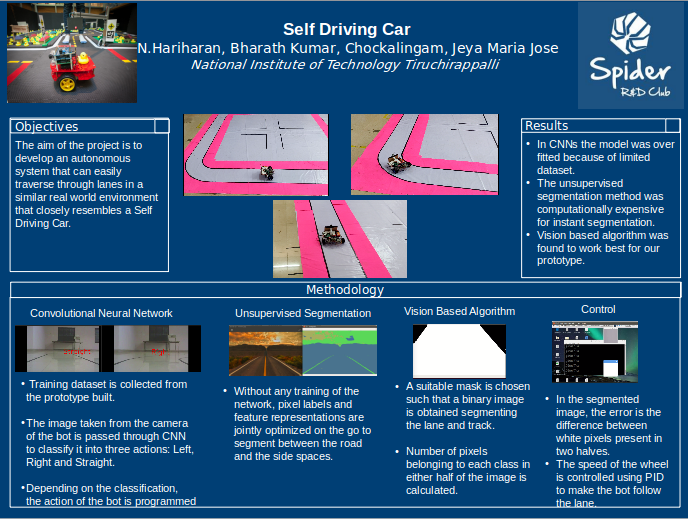 Self Driving Car
N.Hariharan, Bharath Kumar, Chockalingam, Jeya Maria Jose
National Institute of Technology Tiruchirappalli
Spider
R&D Club
Objectives
The aim of the project is to
develop an autonomous
system that can easily
traverse through lanes in a
similar real world environment
that closely resembles a Self
Driving Car.
Results
• In CNNs the model was over
fitted because of limited
dataset.
• The unsupervised
segmentation method was
computationally expensive
for instant segmentation.
• Vision based algorithm was
found to work best for our
prototype.
Methodology
Convolutional Neural Network
• Training dataset is collected from
the prototype built.
•The image taken from the camera
of the bot is passed through CNN
to classify it into three actions: Left,
Right and Straight.
•Depending on the classification,
the action of the bot is programmed
Unsupervised Segmentation
• Without any training of the
network, pixel labels and
feature representations are
jointly optimized on the go to
segment between the road
and the side spaces.
Vision Based Algorithm
• A suitable mask is chosen
such that a binary image
is obtained segmenting
the lane and track.
• Number of pixels
belonging to each class in
either half of the image is
calculated.
Control
• In the segmented
image, the error is the
difference between
white pixels present in
two halves.
• The speed of the wheel
is controlled using PID
to make the bot follow
the lane.